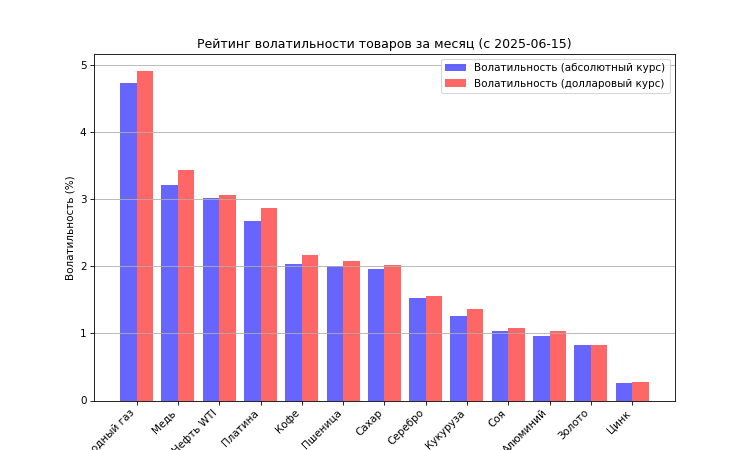 Рейтинг волатильности товаров за месяц (с 2025-06-15)
Волатильность (абсолютный курс)
Волатильность (долларовый курс)
Волатильность (%)
5
4
3
2
1
0
одный газ
Медь
Нефть WTI
Платина
Кофе
Пшеница
Сахар
Серебро
Кукуруза
Соя
Алюминий
Золото
Цинк